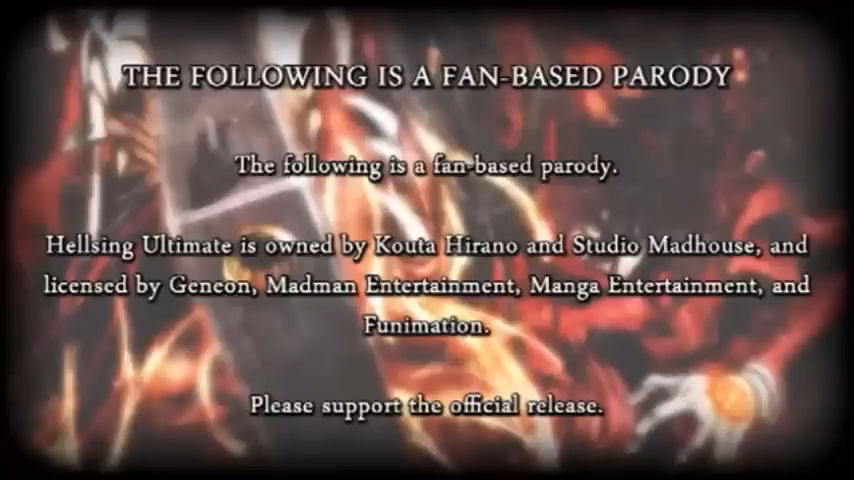 THE FOLLOWING IS A FAN-BASED PARODY
The following is a fan-based parody.
Hellsing Ultimate is owned by Kouta Hirano and Studio Madhouse, and
licensed by Geneon, Madman Entertainment, Manga Entertainment, and
Funimation.
Please support the official release.